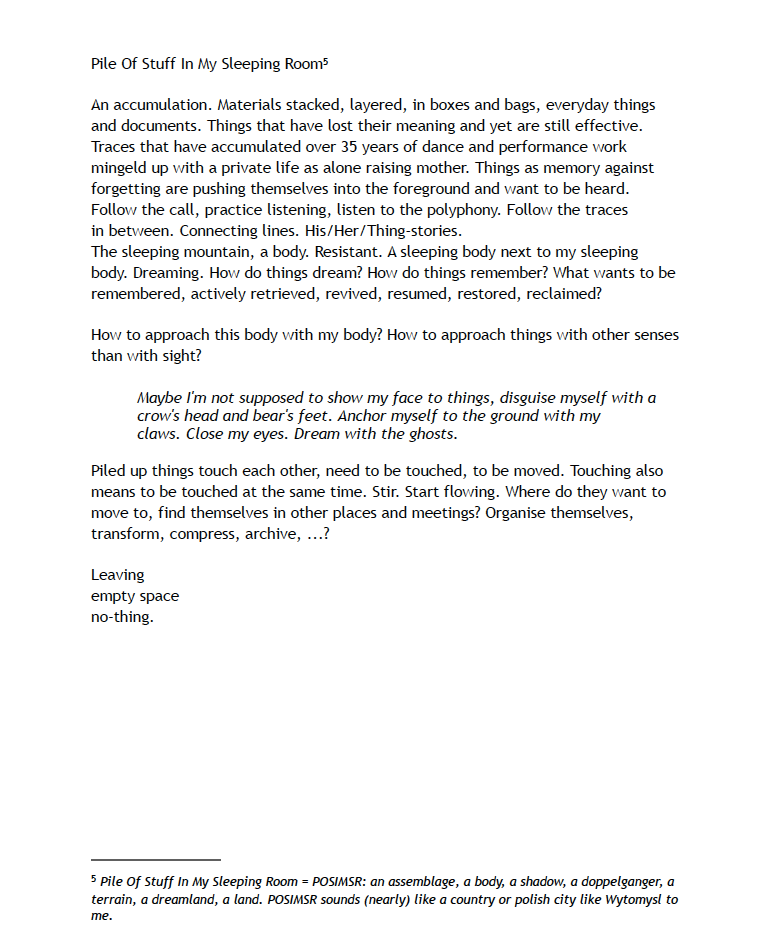 Pile Of Stuff In My Sleeping Room⁵
An accumulation. Materials stacked, layered, in boxes and bags, everyday things
and documents. Things that have lost their meaning and yet are still effective.
Traces that have accumulated over 35 years of dance and performance work
mingeld up with a private life as alone raising mother. Things as memory against
forgetting are pushing themselves into the foreground and want to be heard.
Follow the call, practice listening, listen to the polyphony. Follow the traces
in between. Connecting lines. His/Her/Thing-stories.
The sleeping mountain, a body. Resistant. A sleeping body next to my sleeping
body. Dreaming. How do things dream? How do things remember? What wants to be
remembered, actively retrieved, revived, resumed, restored, reclaimed?
How to approach this body with my body? How to approach things with other senses
than with sight?
Maybe I'm not supposed to show my face to things, disguise myself with a
crow's head and bear's feet. Anchor myself to the ground with my
claws. Close my eyes. Dream with the ghosts.
Piled up things touch each other, need to be touched, to be moved. Touching also
means to be touched at the same time. Stir. Start flowing. Where do they want to
move to, find themselves in other places and meetings? Organise themselves,
transform, compress, archive, ...?
Leaving
empty space
no-thing.
⁵ Pile Of Stuff In My Sleeping Room = POSIMSR: an assemblage, a body, a shadow, a doppelganger, a
terrain, a dreamland, a land. POSIMSR sounds (nearly) like a country or polish city like Wytomysl to
me.